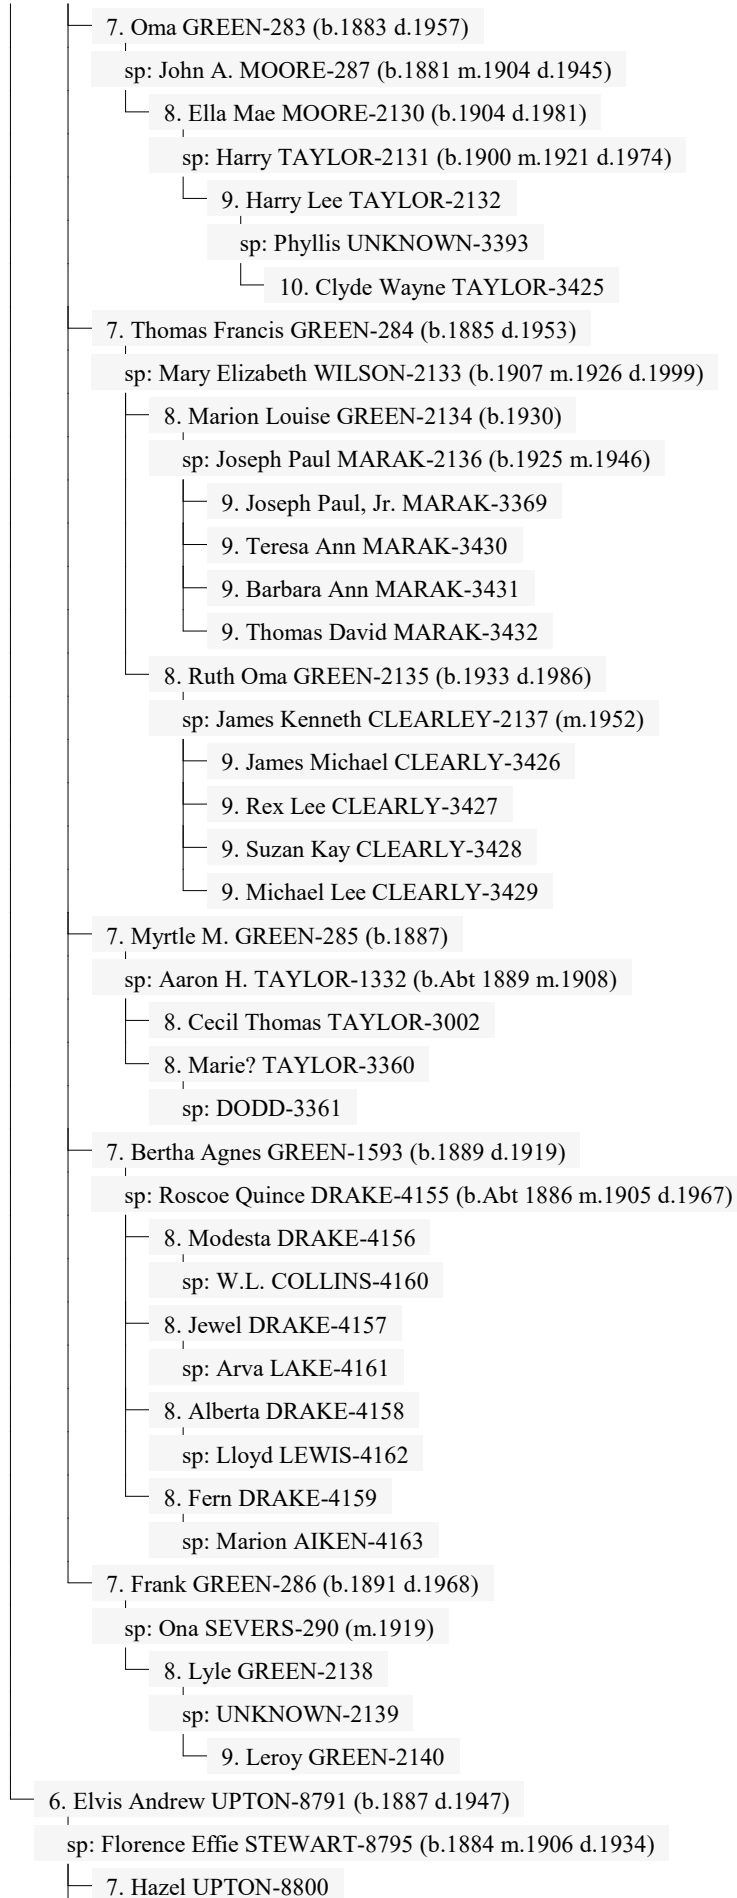 7. Oma GREEN-283 (b.1883 d.1957)
sp: John A. MOORE-287 (b.1881 m.1904 d.1945)
8. Ella Mae MOORE-2130 (b.1904 d.1981)
sp: Harry TAYLOR-2131 (b.1900 m.1921 d.1974)
9. Harry Lee TAYLOR-2132
sp: Phyllis UNKNOWN-3393
10. Clyde Wayne TAYLOR-3425
7. Thomas Francis GREEN-284 (b.1885 d.1953)
sp: Mary Elizabeth WILSON-2133 (b.1907 m.1926 d.1999)
8. Marion Louise GREEN-2134 (b.1930)
sp: Joseph Paul MARAK-2136 (b.1925 m.1946)
9. Joseph Paul, Jr. MARAK-3369
9. Teresa Ann MARAK-3430
9. Barbara Ann MARAK-3431
9. Thomas David MARAK-3432
8. Ruth Oma GREEN-2135 (b.1933 d.1986)
sp: James Kenneth CLEARLEY-2137 (m.1952)
9. James Michael CLEARLY-3426
9. Rex Lee CLEARLY-3427
9. Suzan Kay CLEARLY-3428
9. Michael Lee CLEARLY-3429
7. Myrtle M. GREEN-285 (b.1887)
sp: Aaron H. TAYLOR-1332 (b.Abt 1889 m.1908)
8. Cecil Thomas TAYLOR-3002
8. Marie? TAYLOR-3360
sp: DODD-3361
7. Bertha Agnes GREEN-1593 (b.1889 d.1919)
sp: Roscoe Quince DRAKE-4155 (b.Abt 1886 m.1905 d.1967)
8. Modesta DRAKE-4156
sp: W.L. COLLINS-4160
8. Jewel DRAKE-4157
sp: Arva LAKE-4161
8. Alberta DRAKE-4158
sp: Lloyd LEWIS-4162
8. Fern DRAKE-4159
sp: Marion AIKEN-4163
7. Frank GREEN-286 (b.1891 d.1968)
sp: Ona SEVERS-290 (m.1919)
8. Lyle GREEN-2138
sp: UNKNOWN-2139
9. Leroy GREEN-2140
6. Elvis Andrew UPTON-8791 (b.1887 d.1947)
sp: Florence Effie STEWART-8795 (b.1884 m.1906 d.1934)
7. Hazel UPTON-8800